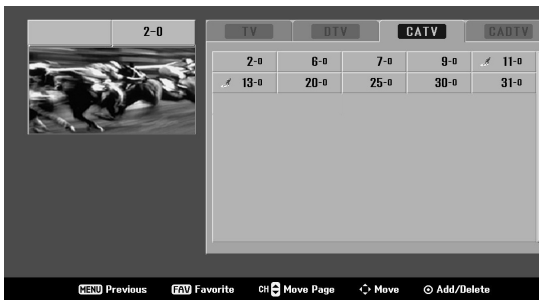 2-0
TV DTV CATV CADTV
2-0 6-0 7-0 9-0 11-0
13-0 20-0 25-0 30-0 31-0
MENU Previous FAV Favorite CH Move Page Move Add/Delete